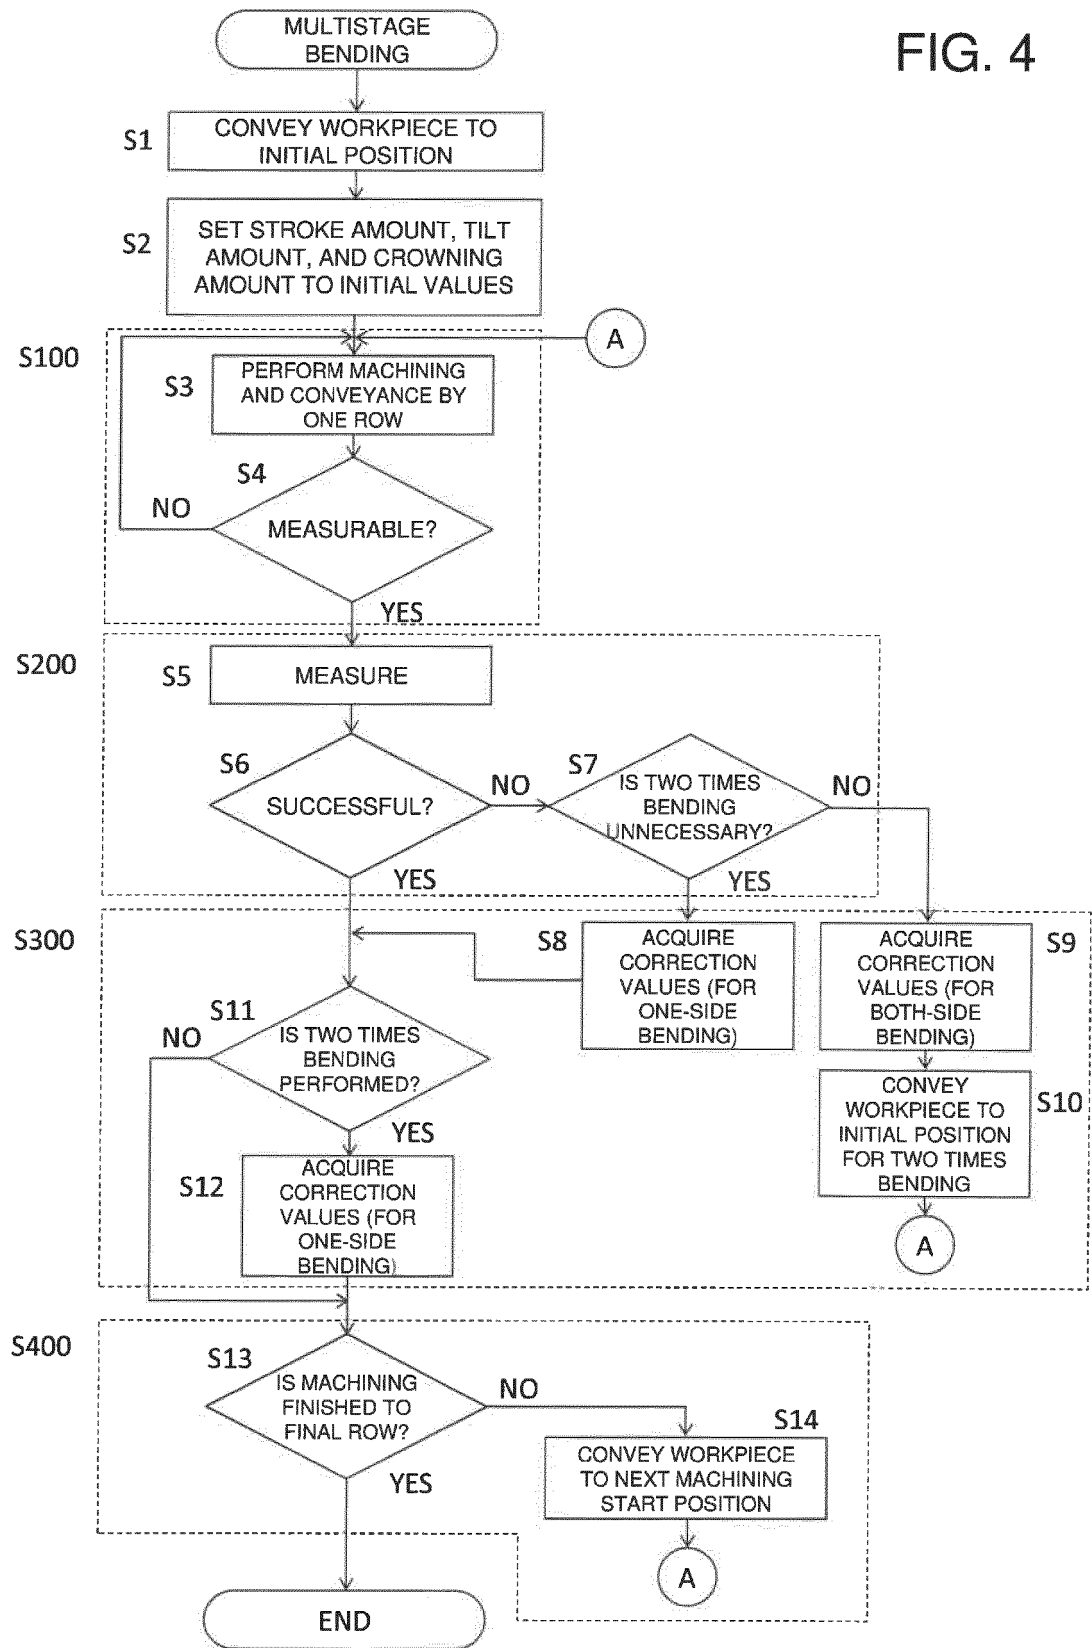 MULTISTAGE
BENDING
FIG. 4
S1
CONVEY WORKPIECE TO
INITIAL POSITION
S2
SET STROKE AMOUNT, TILT
AMOUNT, AND CROWNING
AMOUNT TO INITIAL VALUES
A
S100
S3
PERFORM MACHINING
AND CONVEYANCE BY
ONE ROW
S4
NO
MEASURABLE?
YES
S200
S5
MEASURE
S6
SUCCESSFUL?
NO
YES
S7
IS TWO TIMES
BENDING
UNNECESSARY?
NO
YES
S300
S8
ACQUIRE
CORRECTION
VALUES (FOR
ONE-SIDE
BENDING)
S9
ACQUIRE
CORRECTION
VALUES (FOR
BOTH-SIDE
BENDING)
S10
CONVEY
WORKPIECE TO
INITIAL POSITION
FOR TWO TIMES
BENDING
A
S11
NO
IS TWO TIMES
BENDING
PERFORMED?
YES
S12
ACQUIRE
CORRECTION
VALUES (FOR
ONE-SIDE
BENDING)
S400
S13
IS MACHINING
FINISHED TO
FINAL ROW?
NO
YES
S14
CONVEY WORKPIECE
TO NEXT MACHINING
START POSITION
A
END